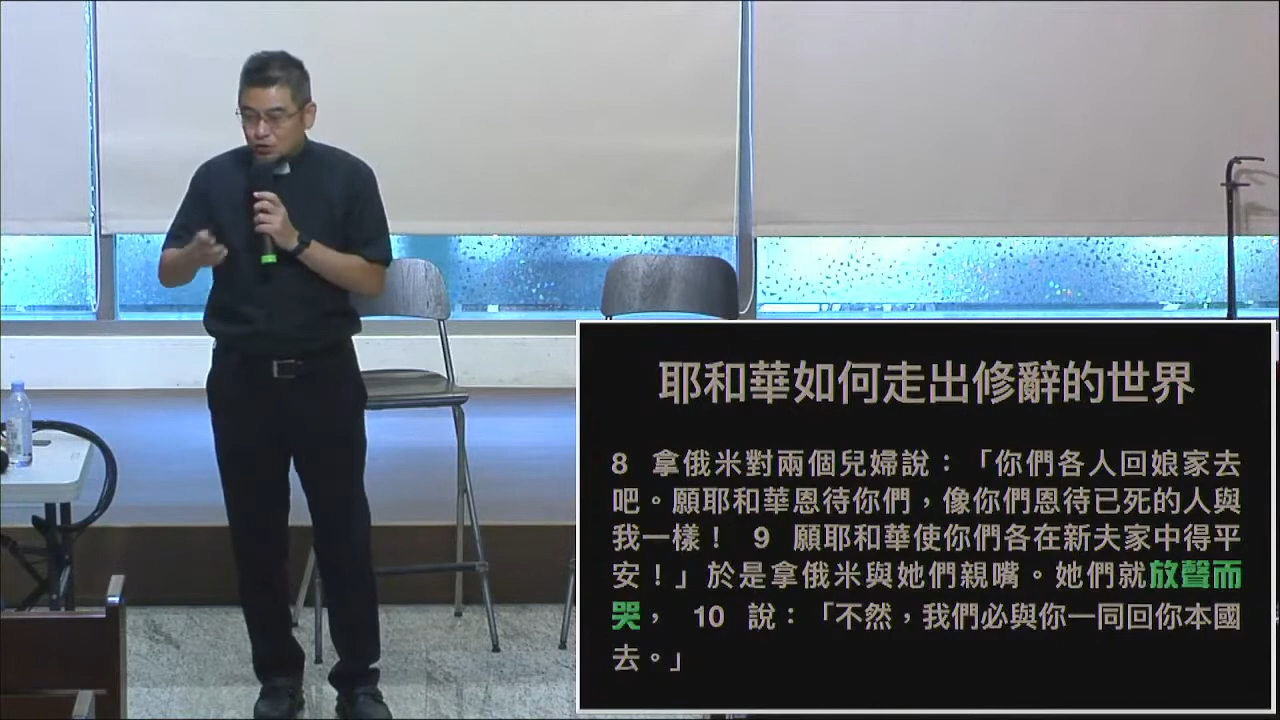 耶和華如何走出修辭的世界
8 拿俄米對兩個兒婦說：「你們各人回娘家去
吧。願耶和華恩待你們，像你們恩待已死的人與
我一樣！ 9 願耶和華使你們各在新夫家中得平
安！」於是拿俄米與她們親嘴。她們就放聲而
哭， 10 說：「不然，我們必與你一同回你本國
去。」